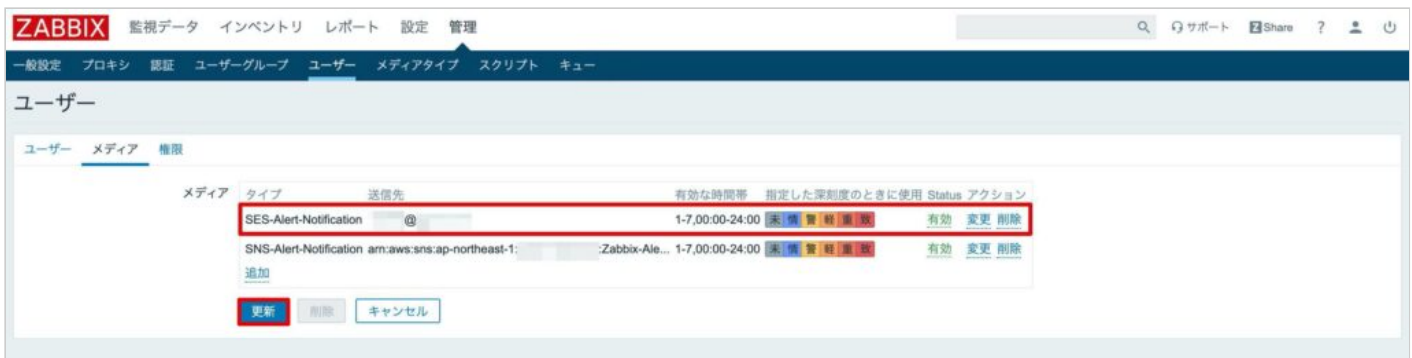 ZABBIX 監視データ インベントリ レポート 設定 管理 サポート Z Share ?
一般設定 プロキシ 認証 ユーザーグループ ユーザー メディアタイプ スクリプト キュー
ユーザー
ユーザー メディア 権限
メディア タイプ 送信先 有効な時間帯 指定した深刻度のときに使用 Status アクション
SES-Alert-Notification @ 1-7,00:00-24:00 未 情 警 軽 重 致 有効 変更 削除
SNS-Alert-Notification arn:aws:sns:ap-northeast-1: :Zabbix-Ale... 1-7,00:00-24:00 未 情 警 軽 重 致 有効 変更 削除
追加
更新 削除 キャンセル